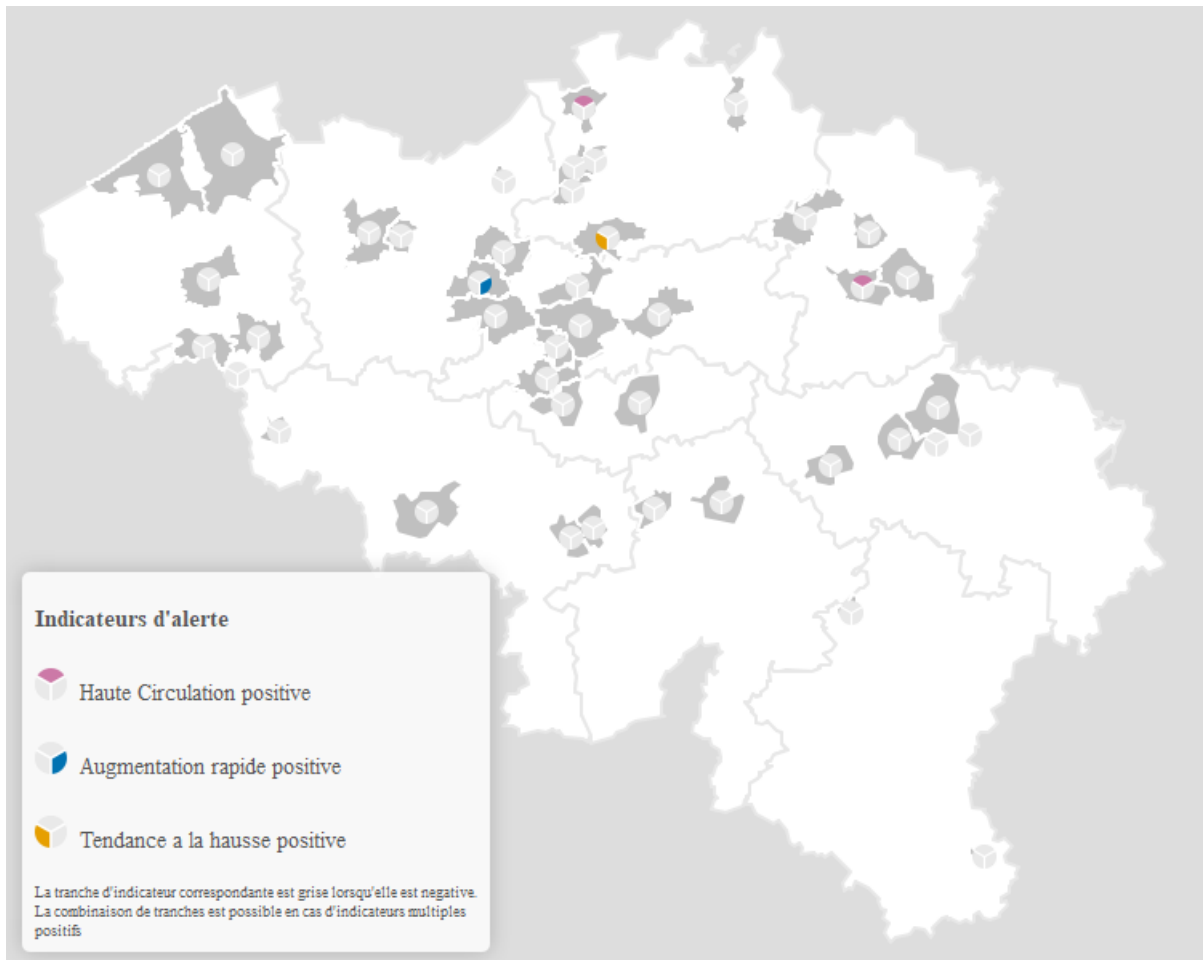 Indicateurs d'alerte
Haute Circulation positive
Augmentation rapide positive
Tendance a la hausse positive
La tranche d'indicateur correspondante est grise lorsqu'elle est negative.
La combinaison de tranches est possible en cas d'indicateurs multiples
positifs